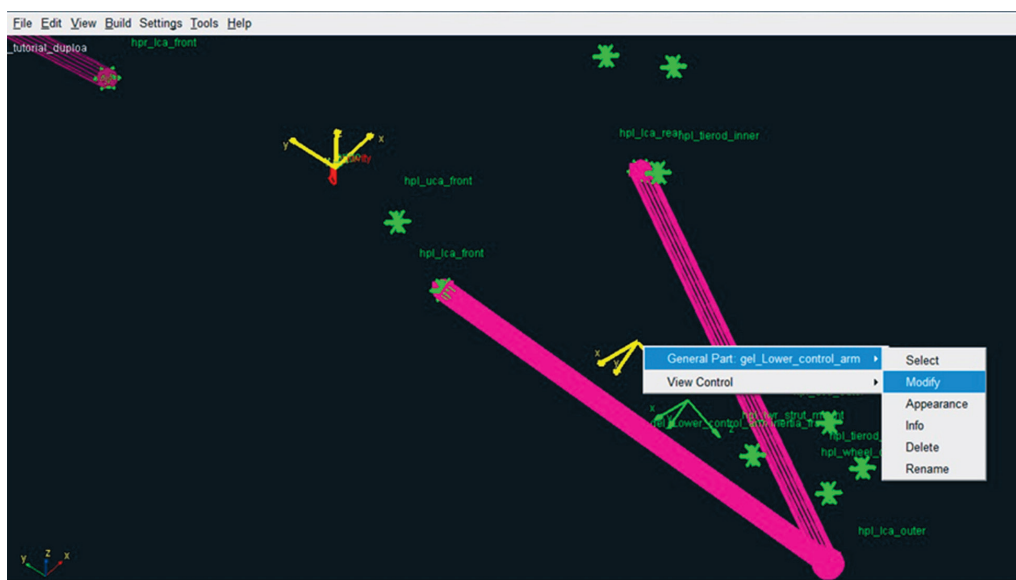 File Edit View Build Settings Tools Help
_tutorial_duploa
hpr_lca_front
hpl_lca_rear
hpl_tierod_inner
y x
hpl_uca_front
hpl_lca_front
x y
General Part: gel_Lower_control_arm
View Control
Select
Modify
Appearance
Info
Delete
Rename
x z
hpl_lca_outer
y z x